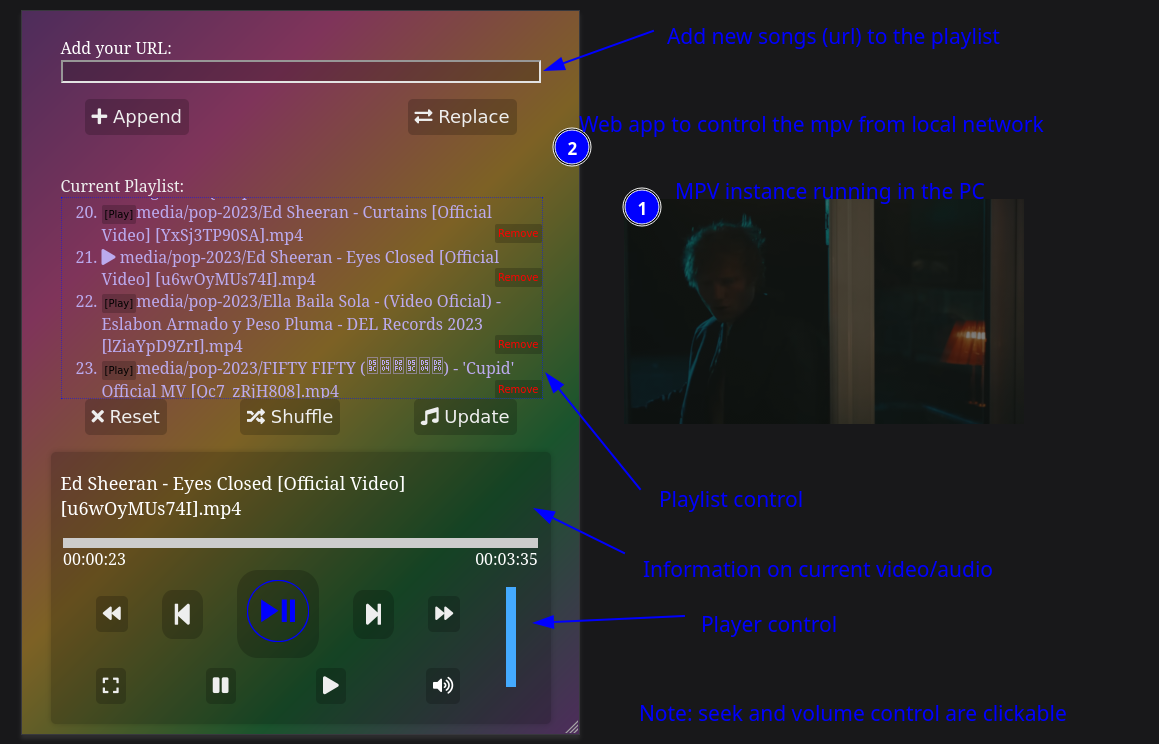 Add your URL:
Add new songs (url) to the playlist
Append
Replace
Web app to control the mpv from local network
2
MPV instance running in the PC
1
Current Playlist:
20. [Play] media/pop-2023/Ed Sheeran - Curtains [Official
Video] [YxSj3TP90SA].mp4
Remove
21. media/pop-2023/Ed Sheeran - Eyes Closed [Official
Video] [u6wOyMUs74I].mp4
Remove
22. [Play] media/pop-2023/Ella Baila Sola - (Video Oficial) -
Eslabon Armado y Peso Pluma - DEL Records 2023
[lZiaYpD9ZrI].mp4
Remove
23. [Play] media/pop-2023/FIFTY FIFTY () - 'Cupid'
Official MV [Qc7_zRjH808].mp4
Remove
Reset
Shuffle
Update
Playlist control
Ed Sheeran - Eyes Closed [Official Video]
[u6wOyMUs74I].mp4
Information on current video/audio
00:00:23
00:03:35
Player control
Note: seek and volume control are clickable